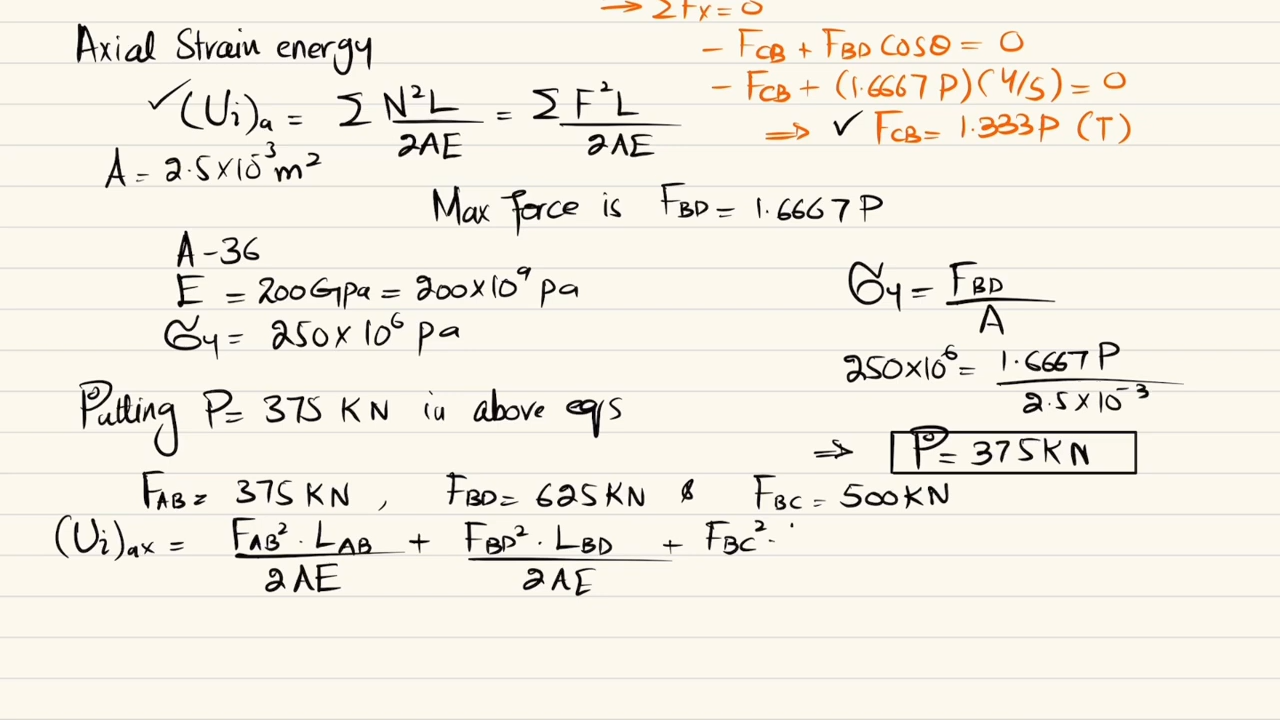 → ΣFx = 0
Axial Strain energy
- FCB + FBD Cosθ = 0
- FCB + (1.6667 P)(4/5) = 0
⇒ ✓ FCB = 1.333P (T)
✓ (Ui)a = Σ N²L/2AE = Σ F²L/2AE
A = 2.5×10⁻³ m²
Max force is FBD = 1.6667 P
A-36
E = 200 Gpa = 200×10⁹ pa
σy = 250×10⁶ pa
σy = FBD/A
250×10⁶ = 1.6667 P/2.5×10⁻³
⇒ P = 375 KN
Putting P = 375 KN in above eqs
FAB = 375 KN , FBD = 625 KN & FBC = 500 KN
(Ui)ax = FAB² · LAB/2AE + FBD² · LBD/2AE + FBC² ·